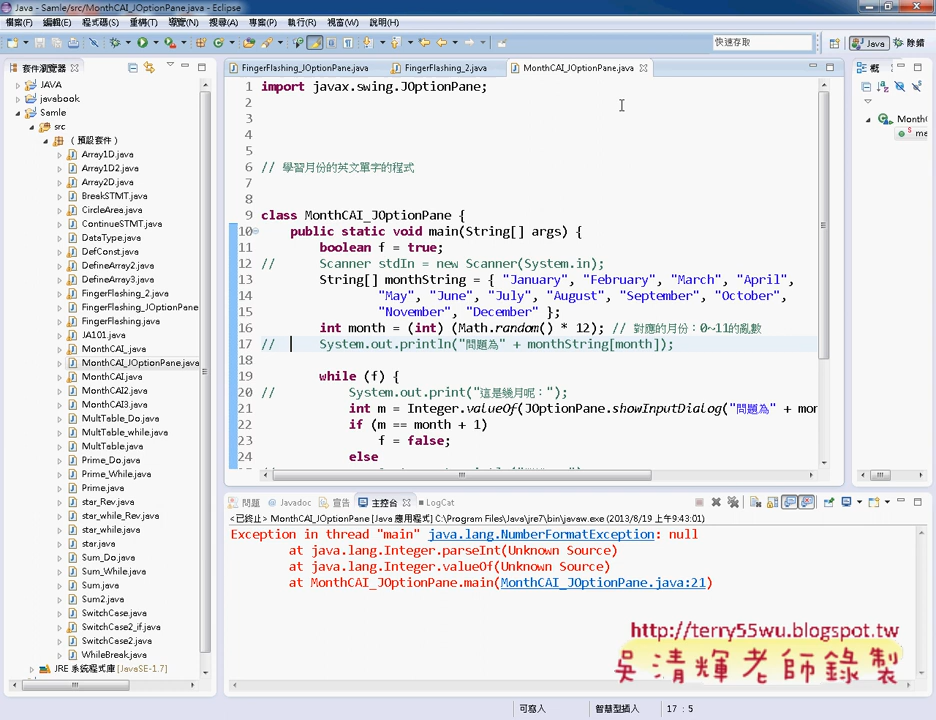 Java - Samle/src/MonthCAI_JOptionPane.java - Eclipse
檔案(F) 編輯(E) 程式碼(S) 重構(T) 導覽(N) 搜尋(A) 專案(P) 執行(R) 視窗(W) 說明(H)
快速存取
Java
除錯
套件瀏覽器
JAVA
javabook
Samle
src
(預設套件)
Array1D.java
Array1D2.java
Array2D.java
BreakSTMT.java
CircleArea.java
ContinueSTMT.java
DataType.java
DefConst.java
DefineArray2.java
DefineArray3.java
FingerFlashing_2.java
FingerFlashing_JOptionPane
FingerFlashing.java
JA101.java
MonthCAI_.java
MonthCAI_JOptionPane.java
MonthCAI.java
MonthCAI2.java
MonthCAI3.java
MultTable_Do.java
MultTable_while.java
MultTable.java
Prime_Do.java
Prime_While.java
Prime.java
star_Rev.java
star_while_Rev.java
star_while.java
star.java
Sum_Do.java
Sum_While.java
Sum.java
Sum2.java
SwitchCase.java
SwitchCase2_if.java
SwitchCase2.java
WhileBreak.java
JRE 系統程式庫 [JavaSE-1.7]
FingerFlashing_JOptionPane.java
FingerFlashing_2.java
MonthCAI_JOptionPane.java
1 import javax.swing.JOptionPane;
2
3
4
5
6 // 學習月份的英文單字的程式
7
8
9 class MonthCAI_JOptionPane {
10 public static void main(String[] args) {
11 boolean f = true;
12 // Scanner stdIn = new Scanner(System.in);
13 String[] monthString = { "January", "February", "March", "April",
14 "May", "June", "July", "August", "September", "October",
15 "November", "December" };
16 int month = (int) (Math.random() * 12); // 對應的月份：0~11的亂數
17 // System.out.println("問題為" + monthString[month]);
18
19 while (f) {
20 // System.out.print("這是幾月呢：");
21 int m = Integer.valueOf(JOptionPane.showInputDialog("問題為" + mon
22 if (m == month + 1)
23 f = false;
24 else
概
MonthC
ma
問題 Javadoc 宣告 主控台 LogCat
<已終止> MonthCAI_JOptionPane [Java 應用程式] C:\Program Files\Java\jre7\bin\javaw.exe (2013/8/19 上午9:43:01)
Exception in thread "main" java.lang.NumberFormatException: null
at java.lang.Integer.parseInt(Unknown Source)
at java.lang.Integer.valueOf(Unknown Source)
at MonthCAI_JOptionPane.main(MonthCAI_JOptionPane.java:21)
http://terry55wu.blogspot.tw
吳清輝老師錄製
可寫入 智慧型插入 17 : 5